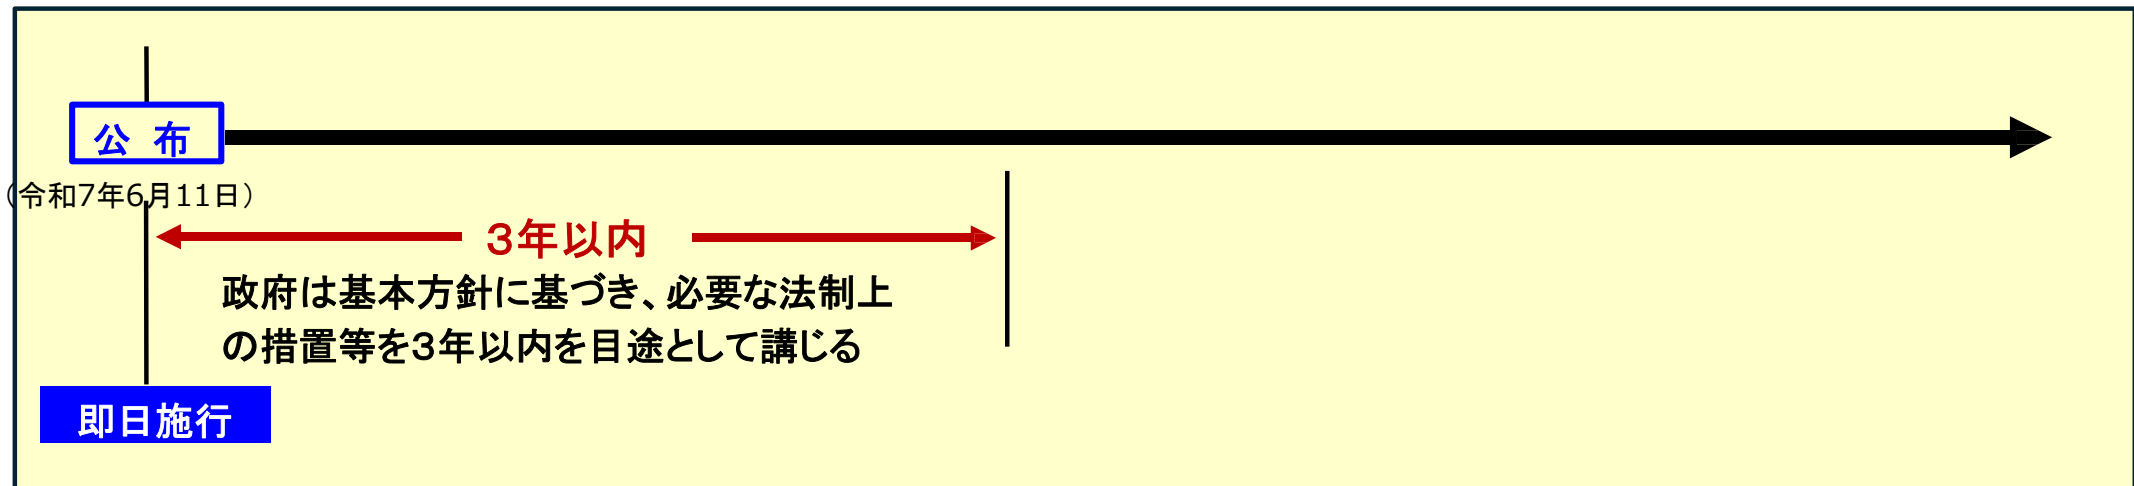 公 布
（令和7年6月11日）
３年以内
政府は基本方針に基づき、必要な法制上
の措置等を３年以内を目途として講じる
即日施行